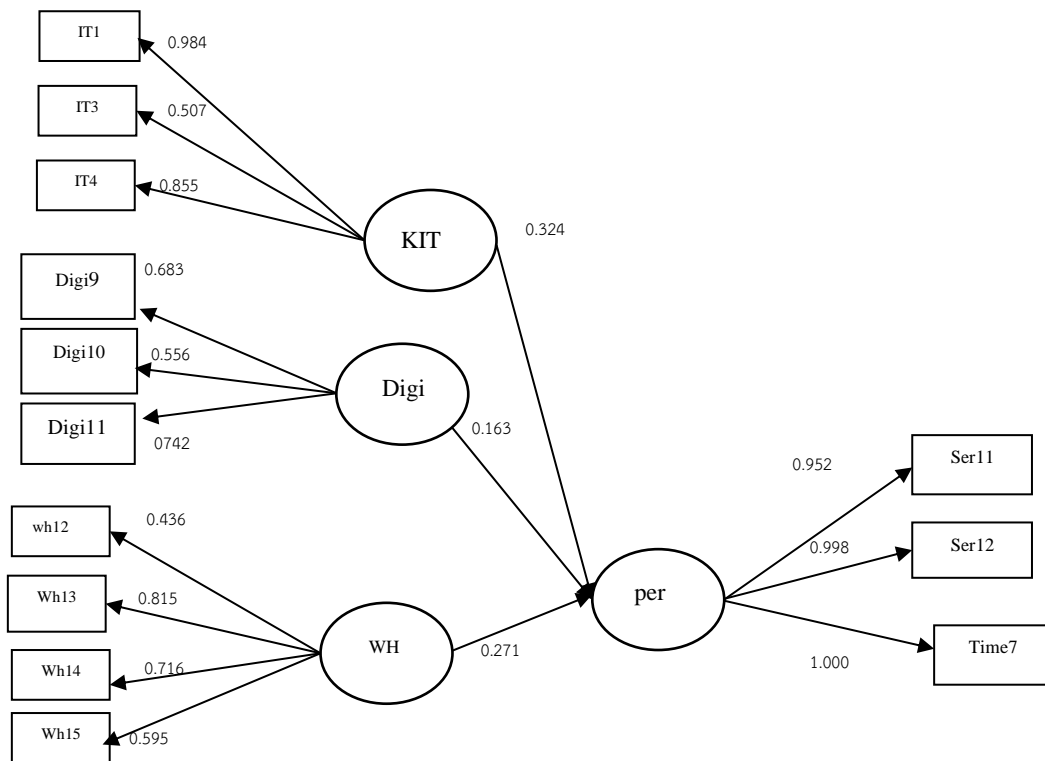 IT1
0.984
IT3
0.507
IT4
0.855
KIT
0.324
Digi9
0.683
Digi10
0.556
Digi11
0742
Digi
0.163
wh12
0.436
Wh13
0.815
Wh14
0.716
Wh15
0.595
WH
0.271
per
0.952
Ser11
0.998
Ser12
1.000
Time7